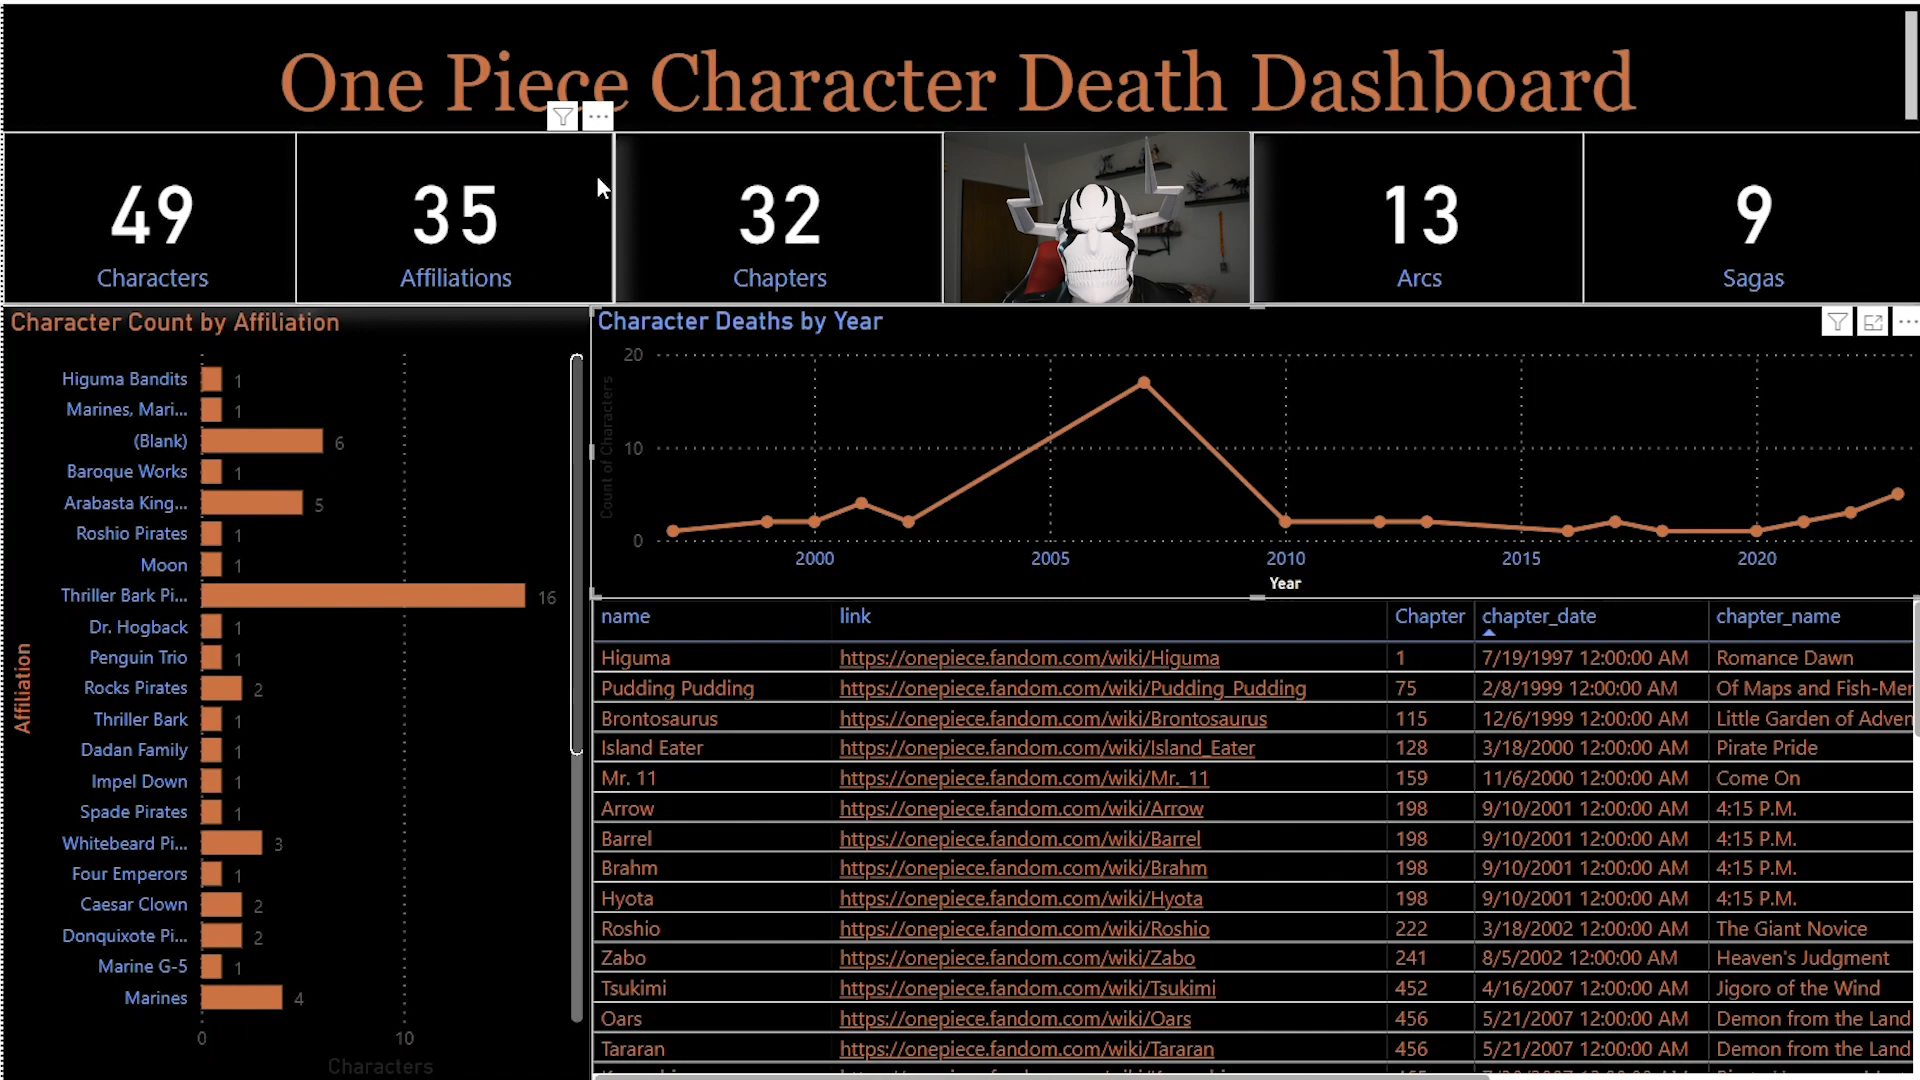 One Piece Character Death Dashboard
49
Characters
35
Affiliations
32
Chapters
13
Arcs
9
Sagas
Character Count by Affiliation
Affiliation
Higuma Bandits 1
Marines, Mari... 1
(Blank) 6
Baroque Works 1
Arabasta King... 5
Roshio Pirates 1
Moon 1
Thriller Bark Pi... 16
Dr. Hogback 1
Penguin Trio 1
Rocks Pirates 2
Thriller Bark 1
Dadan Family 1
Impel Down 1
Spade Pirates 1
Whitebeard Pi... 3
Four Emperors 1
Caesar Clown 2
Donquixote Pi... 2
Marine G-5 1
Marines 4
0 10
Characters
Character Deaths by Year
Count of Characters
20
10
0
2000 2005 2010 2015 2020
Year
name link Chapter chapter_date chapter_name
Higuma https://onepiece.fandom.com/wiki/Higuma 1 7/19/1997 12:00:00 AM Romance Dawn
Pudding Pudding https://onepiece.fandom.com/wiki/Pudding_Pudding 75 2/8/1999 12:00:00 AM Of Maps and Fish-Mer
Brontosaurus https://onepiece.fandom.com/wiki/Brontosaurus 115 12/6/1999 12:00:00 AM Little Garden of Adven
Island Eater https://onepiece.fandom.com/wiki/Island_Eater 128 3/18/2000 12:00:00 AM Pirate Pride
Mr. 11 https://onepiece.fandom.com/wiki/Mr._11 159 11/6/2000 12:00:00 AM Come On
Arrow https://onepiece.fandom.com/wiki/Arrow 198 9/10/2001 12:00:00 AM 4:15 P.M.
Barrel https://onepiece.fandom.com/wiki/Barrel 198 9/10/2001 12:00:00 AM 4:15 P.M.
Brahm https://onepiece.fandom.com/wiki/Brahm 198 9/10/2001 12:00:00 AM 4:15 P.M.
Hyota https://onepiece.fandom.com/wiki/Hyota 198 9/10/2001 12:00:00 AM 4:15 P.M.
Roshio https://onepiece.fandom.com/wiki/Roshio 222 3/18/2002 12:00:00 AM The Giant Novice
Zabo https://onepiece.fandom.com/wiki/Zabo 241 8/5/2002 12:00:00 AM Heaven's Judgment
Tsukimi https://onepiece.fandom.com/wiki/Tsukimi 452 4/16/2007 12:00:00 AM Jigoro of the Wind
Oars https://onepiece.fandom.com/wiki/Oars 456 5/21/2007 12:00:00 AM Demon from the Land
Tararan https://onepiece.fandom.com/wiki/Tararan 456 5/21/2007 12:00:00 AM Demon from the Land